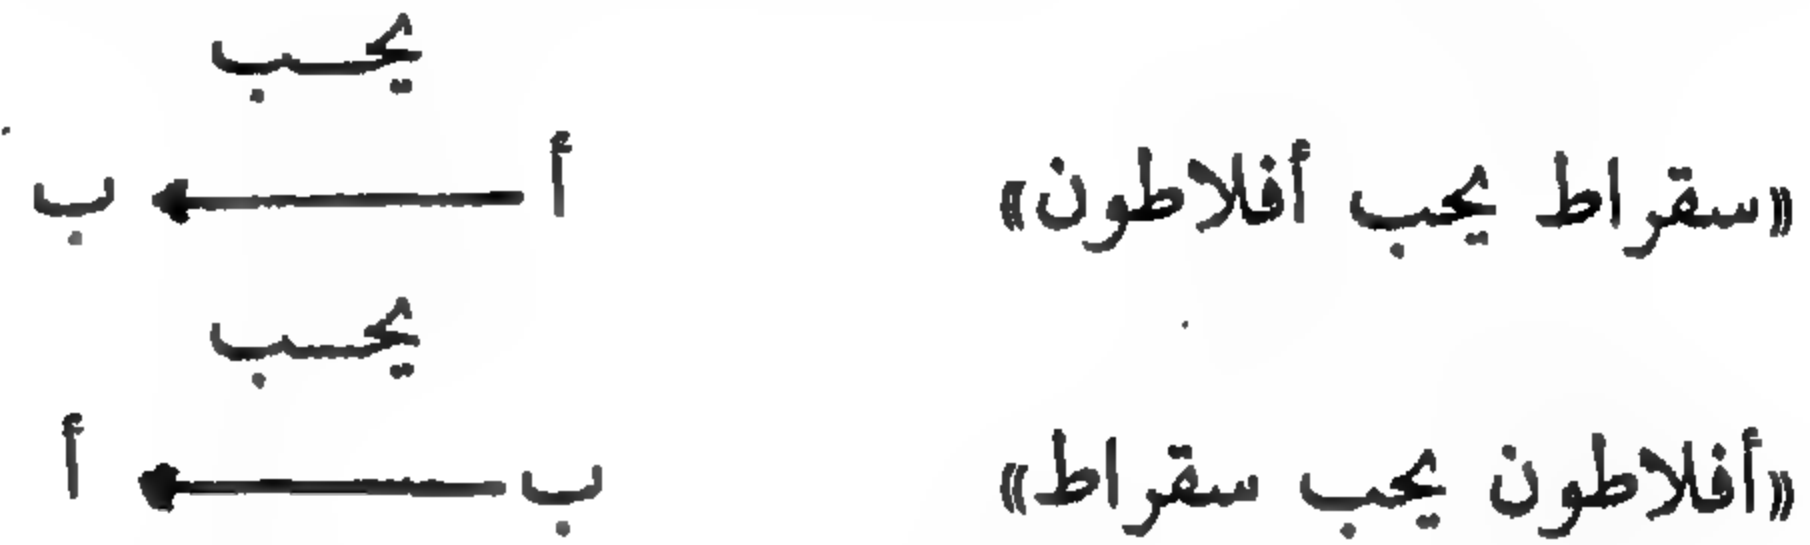 يحب
«سقراط يحب أفلاطون» أ ب
يحب
«أفلاطون يحب سقراط» ب أ